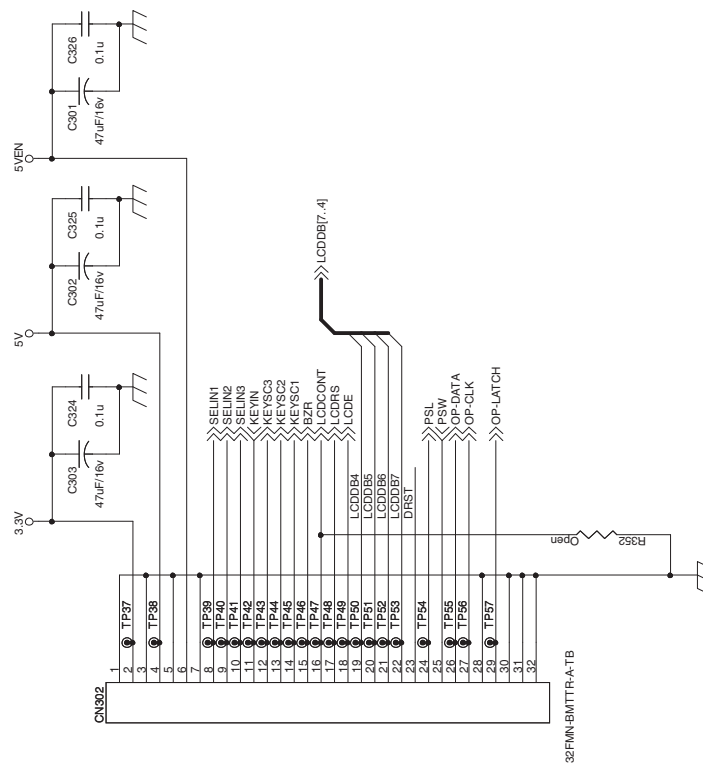 5VEN
C301
47uF/16v
C326
0.1u
5V
C302
47uF/16v
C325
0.1u
3.3V
C303
47uF/16v
C324
0.1u
LCDDB[7..4]
SELIN1
SELIN2
SELIN3
KEYIN
KEYSC3
KEYSC2
KEYSC1
BZR
LCDCONT
LCDRS
LCDE
LCDDB4
LCDDB5
LCDDB6
LCDDB7
DRST
PSL
PSW
OP-DATA
OP-CLK
OP-LATCH
Open
R352
TP37
TP38
TP39
TP40
TP41
TP42
TP43
TP44
TP45
TP46
TP47
TP48
TP49
TP50
TP51
TP52
TP53
TP54
TP55
TP56
TP57
1
2
3
4
5
6
7
8
9
10
11
12
13
14
15
16
17
18
19
20
21
22
23
24
25
26
27
28
29
30
31
32
CN302
32FMN-BMTTR-A-TB